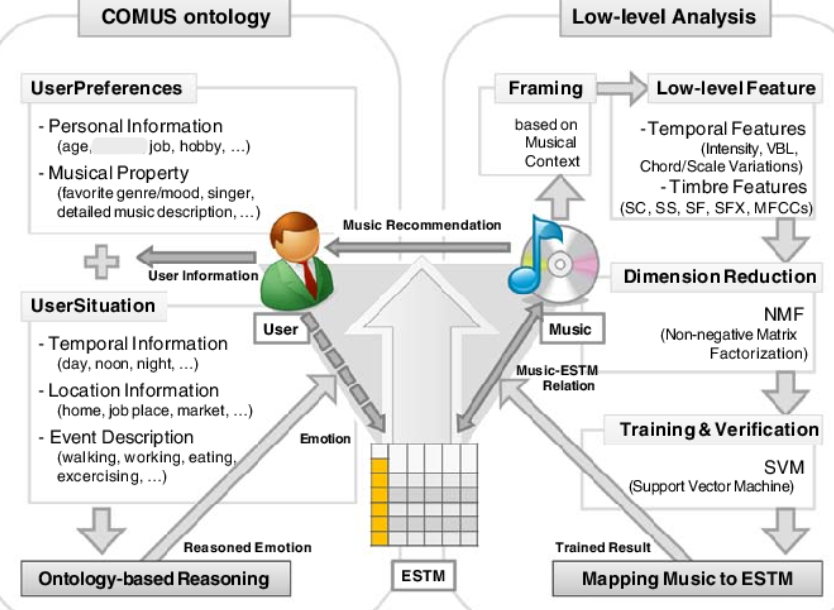 COMUS ontology
UserPreferences
- Personal Information
(age, job, hobby, …)
- Musical Property
(favorite genre/mood, singer,
detailed music description, …)
User Information
UserSituation
- Temporal Information
(day, noon, night, …)
- Location Information
(home, job place, market, …)
- Event Description
(walking, working, eating,
excercising, …)
Reasoned Emotion
Ontology-based Reasoning
Music Recommendation
User
Music
Music-ESTM
Relation
Emotion
ESTM
Low-level Analysis
Framing
based on
Musical
Context
Low-level Feature
-Temporal Features
(Intensity, VBL,
Chord/Scale Variations)
- Timbre Features
(SC, SS, SF, SFX, MFCCs)
Dimension Reduction
NMF
(Non-negative Matrix
Factorization)
Training & Verification
SVM
(Support Vector Machine)
Trained Result
Mapping Music to ESTM